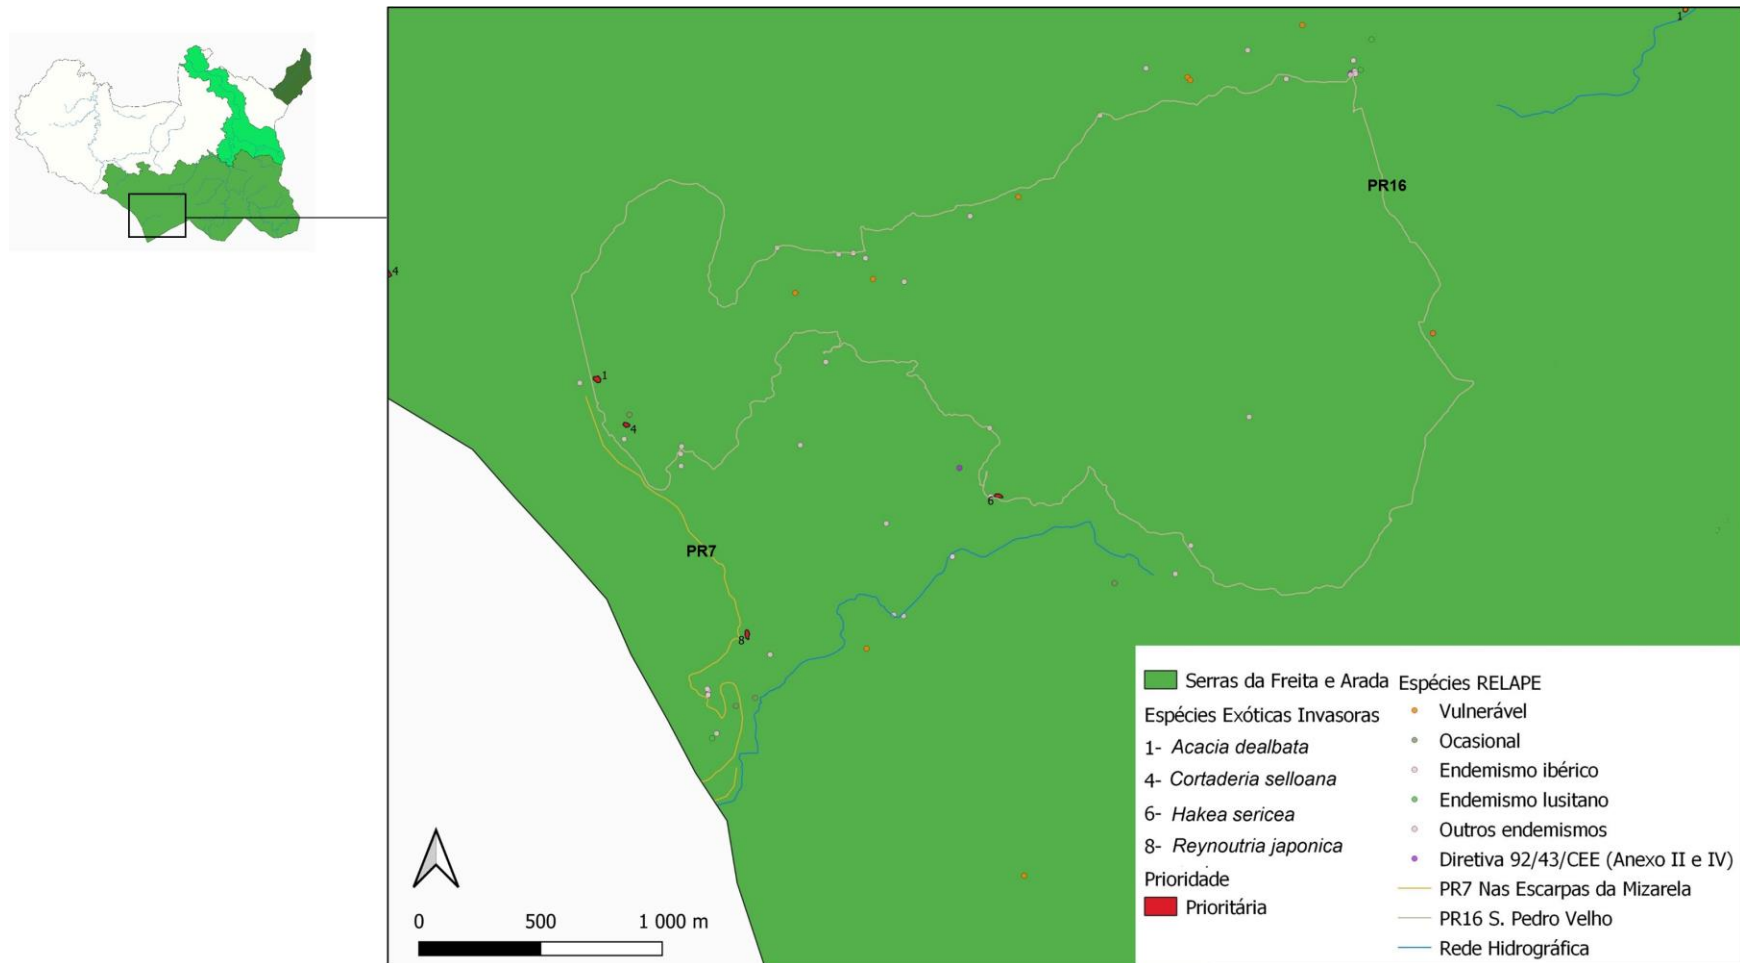 1
PR16
4
1
4
6
PR7
8
Serras da Freita e Arada
Espécies Exóticas Invasoras
1- Acacia dealbata
4- Cortaderia selloana
6- Hakea sericea
8- Reynoutria japonica
Prioridade
Prioritária
Espécies RELAPE
Vulnerável
Ocasional
Endemismo ibérico
Endemismo lusitano
Outros endemismos
Diretiva 92/43/CEE (Anexo II e IV)
PR7 Nas Escarpas da Mizarela
PR16 S. Pedro Velho
Rede Hidrográfica
0 500 1 000 m